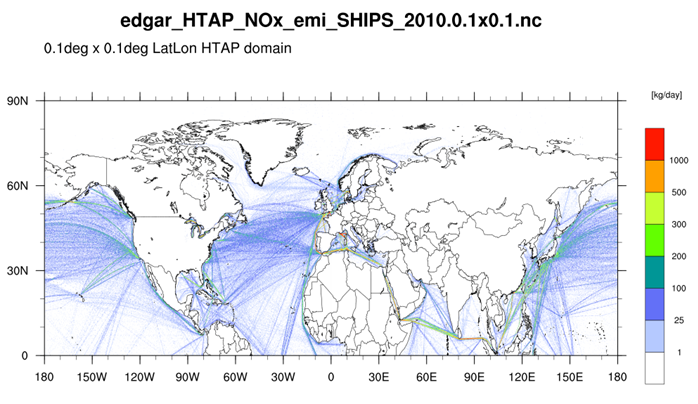 edgar_HTAP_NOx_emi_SHIPS_2010.0.1x0.1.nc
0.1deg x 0.1deg LatLon HTAP domain
[kg/day]
90N
60N
30N
0
1000
500
300
200
100
25
1
180 150W 120W 90W 60W 30W 0 30E 60E 90E 120E 150E 180